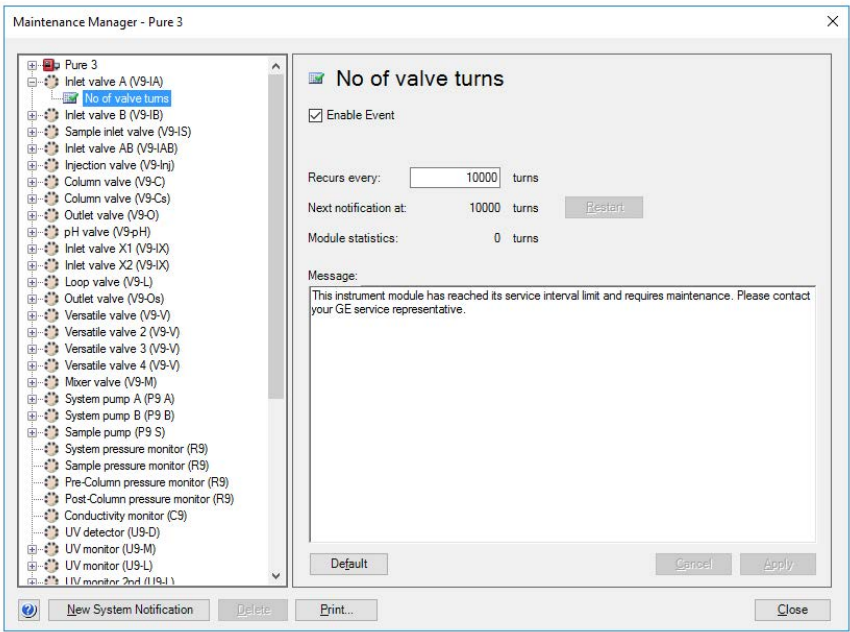 Maintenance Manager - Pure 3
Pure 3
Inlet valve A (V9-IA)
No of valve turns
Inlet valve B (V9-IB)
Sample inlet valve (V9-IS)
Inlet valve AB (V9-IAB)
Injection valve (V9-Inj)
Column valve (V9-C)
Column valve (V9-Cs)
Outlet valve (V9-O)
pH valve (V9-pH)
Inlet valve X1 (V9-IX)
Inlet valve X2 (V9-IX)
Loop valve (V9-L)
Outlet valve (V9-Os)
Versatile valve (V9-V)
Versatile valve 2 (V9-V)
Versatile valve 3 (V9-V)
Versatile valve 4 (V9-V)
Mixer valve (V9-M)
System pump A (P9 A)
System pump B (P9 B)
Sample pump (P9 S)
System pressure monitor (R9)
Sample pressure monitor (R9)
Pre-Column pressure monitor (R9)
Post-Column pressure monitor (R9)
Conductivity monitor (C9)
UV detector (U9-D)
UV monitor (U9-M)
UV monitor (U9-L)
UV monitor 2nd (U9-L)
No of valve turns
Enable Event
Recurs every: 10000 turns
Next notification at: 10000 turns Restart
Module statistics: 0 turns
Message:
This instrument module has reached its service interval limit and requires maintenance. Please contact
your GE service representative.
Default Cancel Apply
New System Notification Delete Print... Close